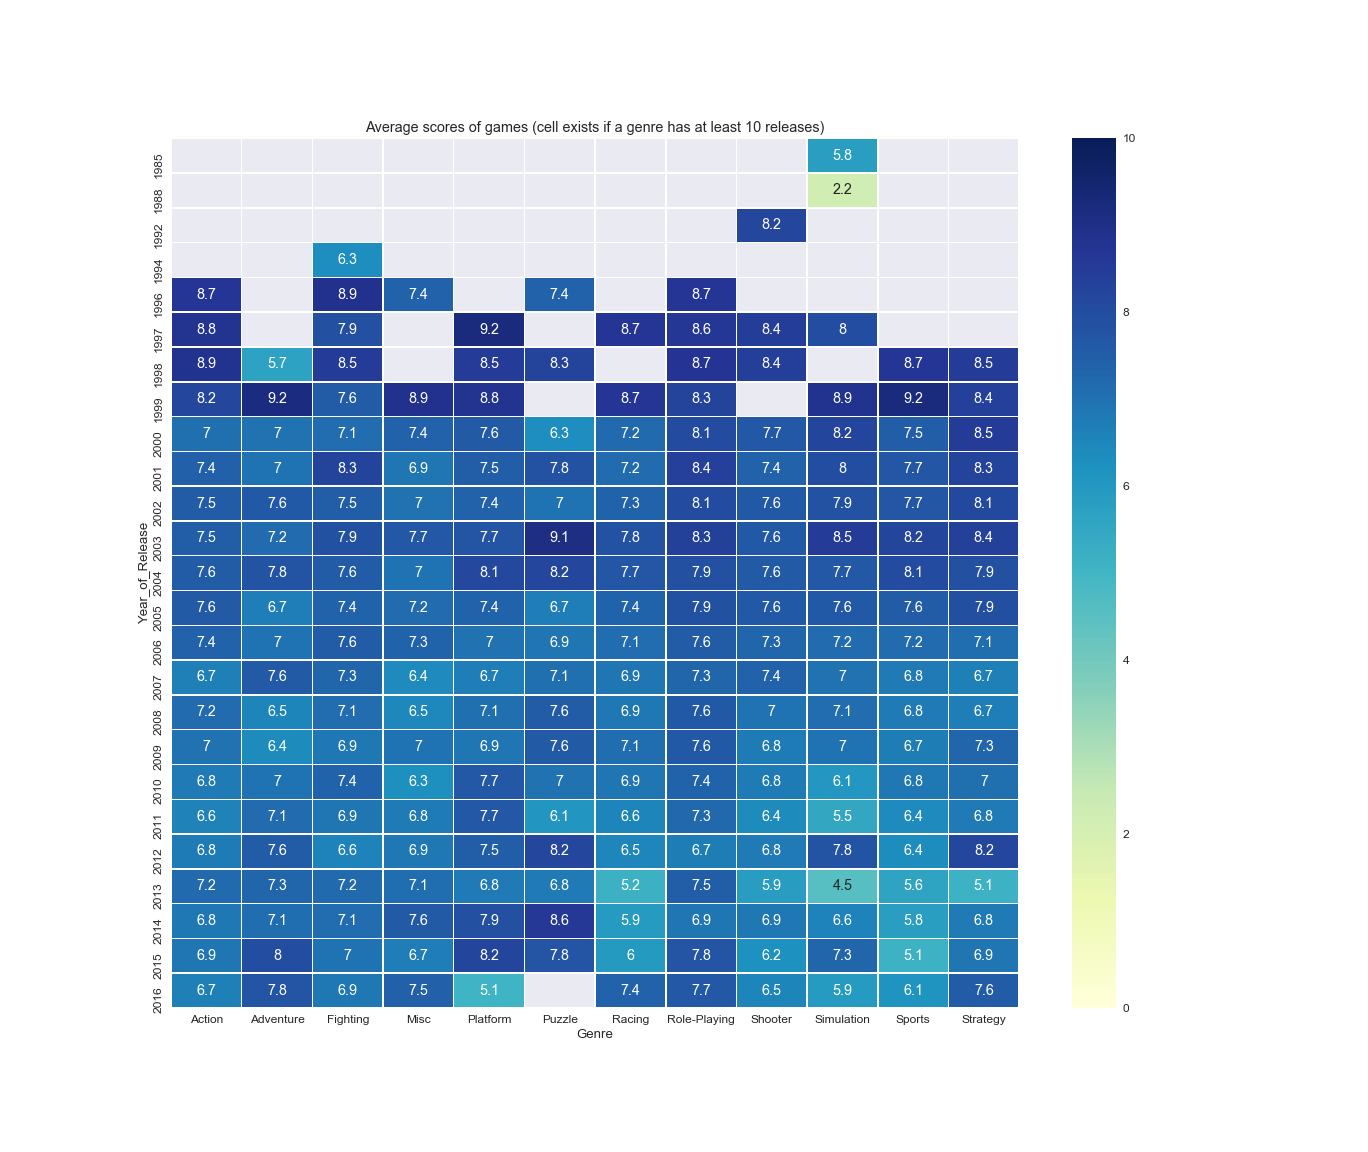 Average scores of games (cell exists if a genre has at least 10 releases)
Year_of_Release
1985 5.8
1988 2.2
1992 8.2
1994 6.3
1996 8.7 8.9 7.4 7.4 8.7
1997 8.8 7.9 9.2 8.7 8.6 8.4 8
1998 8.9 5.7 8.5 8.5 8.3 8.7 8.4 8.7 8.5
1999 8.2 9.2 7.6 8.9 8.8 8.7 8.3 8.9 9.2 8.4
2000 7 7 7.1 7.4 7.6 6.3 7.2 8.1 7.7 8.2 7.5 8.5
2001 7.4 7 8.3 6.9 7.5 7.8 7.2 8.4 7.4 8 7.7 8.3
2002 7.5 7.6 7.5 7 7.4 7 7.3 8.1 7.6 7.9 7.7 8.1
2003 7.5 7.2 7.9 7.7 7.7 9.1 7.8 8.3 7.6 8.5 8.2 8.4
2004 7.6 7.8 7.6 7 8.1 8.2 7.7 7.9 7.6 7.7 8.1 7.9
2005 7.6 6.7 7.4 7.2 7.4 6.7 7.4 7.9 7.6 7.6 7.6 7.9
2006 7.4 7 7.6 7.3 7 6.9 7.1 7.6 7.3 7.2 7.2 7.1
2007 6.7 7.6 7.3 6.4 6.7 7.1 6.9 7.3 7.4 7 6.8 6.7
2008 7.2 6.5 7.1 6.5 7.1 7.6 6.9 7.6 7 7.1 6.8 6.7
2009 7 6.4 6.9 7 6.9 7.6 7.1 7.6 6.8 7 6.7 7.3
2010 6.8 7 7.4 6.3 7.7 7 6.9 7.4 6.8 6.1 6.8 7
2011 6.6 7.1 6.9 6.8 7.7 6.1 6.6 7.3 6.4 5.5 6.4 6.8
2012 6.8 7.6 6.6 6.9 7.5 8.2 6.5 6.7 6.8 7.8 6.4 8.2
2013 7.2 7.3 7.2 7.1 6.8 6.8 5.2 7.5 5.9 4.5 5.6 5.1
2014 6.8 7.1 7.1 7.6 7.9 8.6 5.9 6.9 6.9 6.6 5.8 6.8
2015 6.9 8 7 6.7 8.2 7.8 6 7.8 6.2 7.3 5.1 6.9
2016 6.7 7.8 6.9 7.5 5.1 7.4 7.7 6.5 5.9 6.1 7.6
Action Adventure Fighting Misc Platform Puzzle Racing Role-Playing Shooter Simulation Sports Strategy
Genre
10
8
6
4
2
0